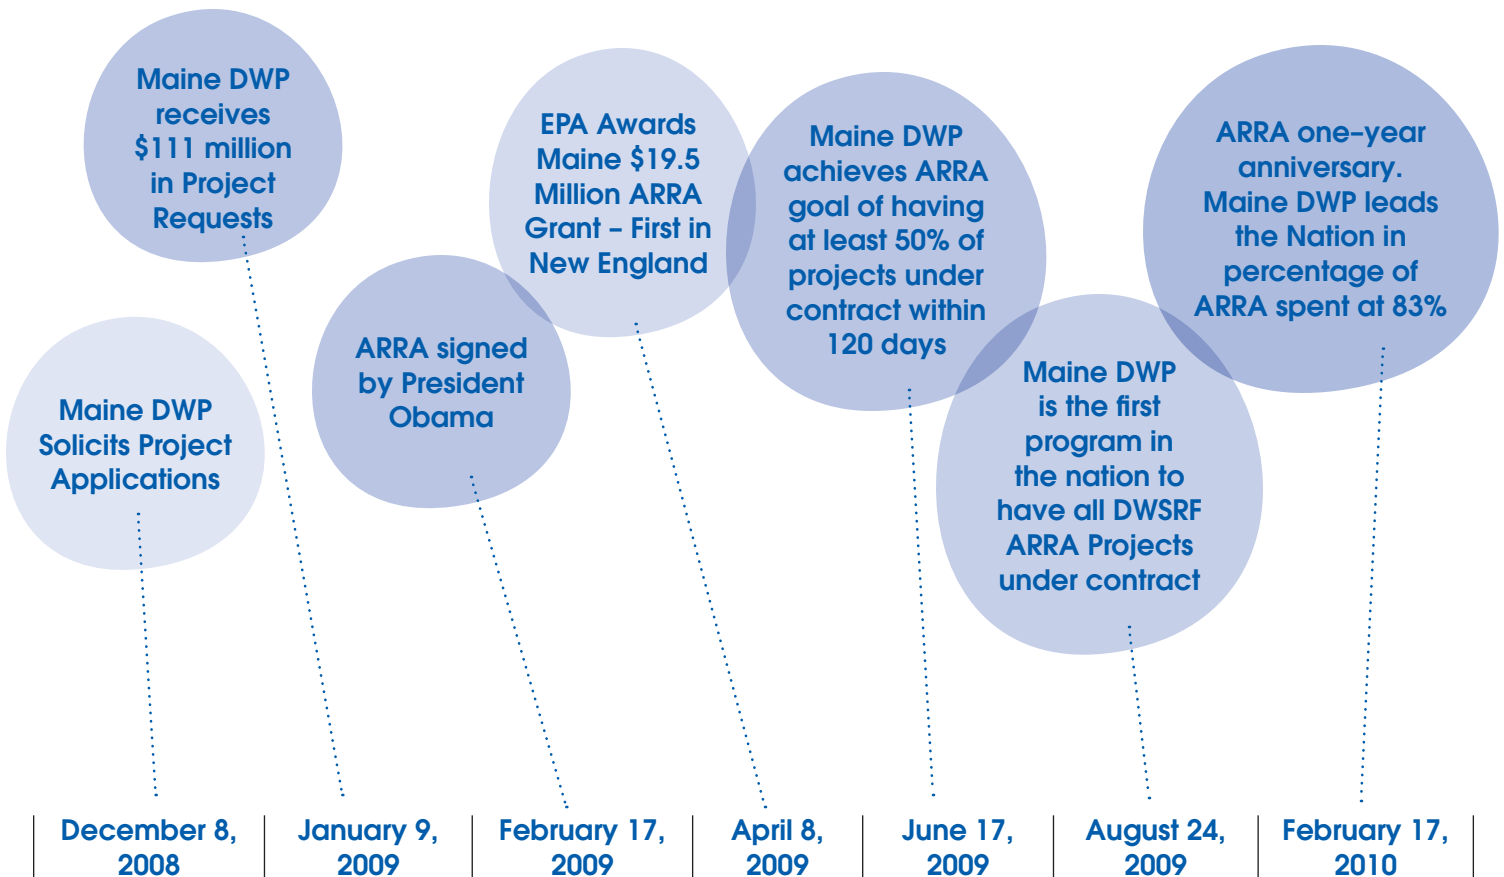 Maine DWP
receives
$111 million
in Project
Requests
EPA Awards
Maine $19.5
Million ARRA
Grant – First in
New England
Maine DWP
achieves ARRA
goal of having
at least 50% of
projects under
contract within
120 days
ARRA one–year
anniversary.
Maine DWP leads
the Nation in
percentage of
ARRA spent at 83%
Maine DWP
Solicits Project
Applications
ARRA signed
by President
Obama
Maine DWP
is the first
program in
the nation to
have all DWSRF
ARRA Projects
under contract
December 8,
2008
January 9,
2009
February 17,
2009
April 8,
2009
June 17,
2009
August 24,
2009
February 17,
2010